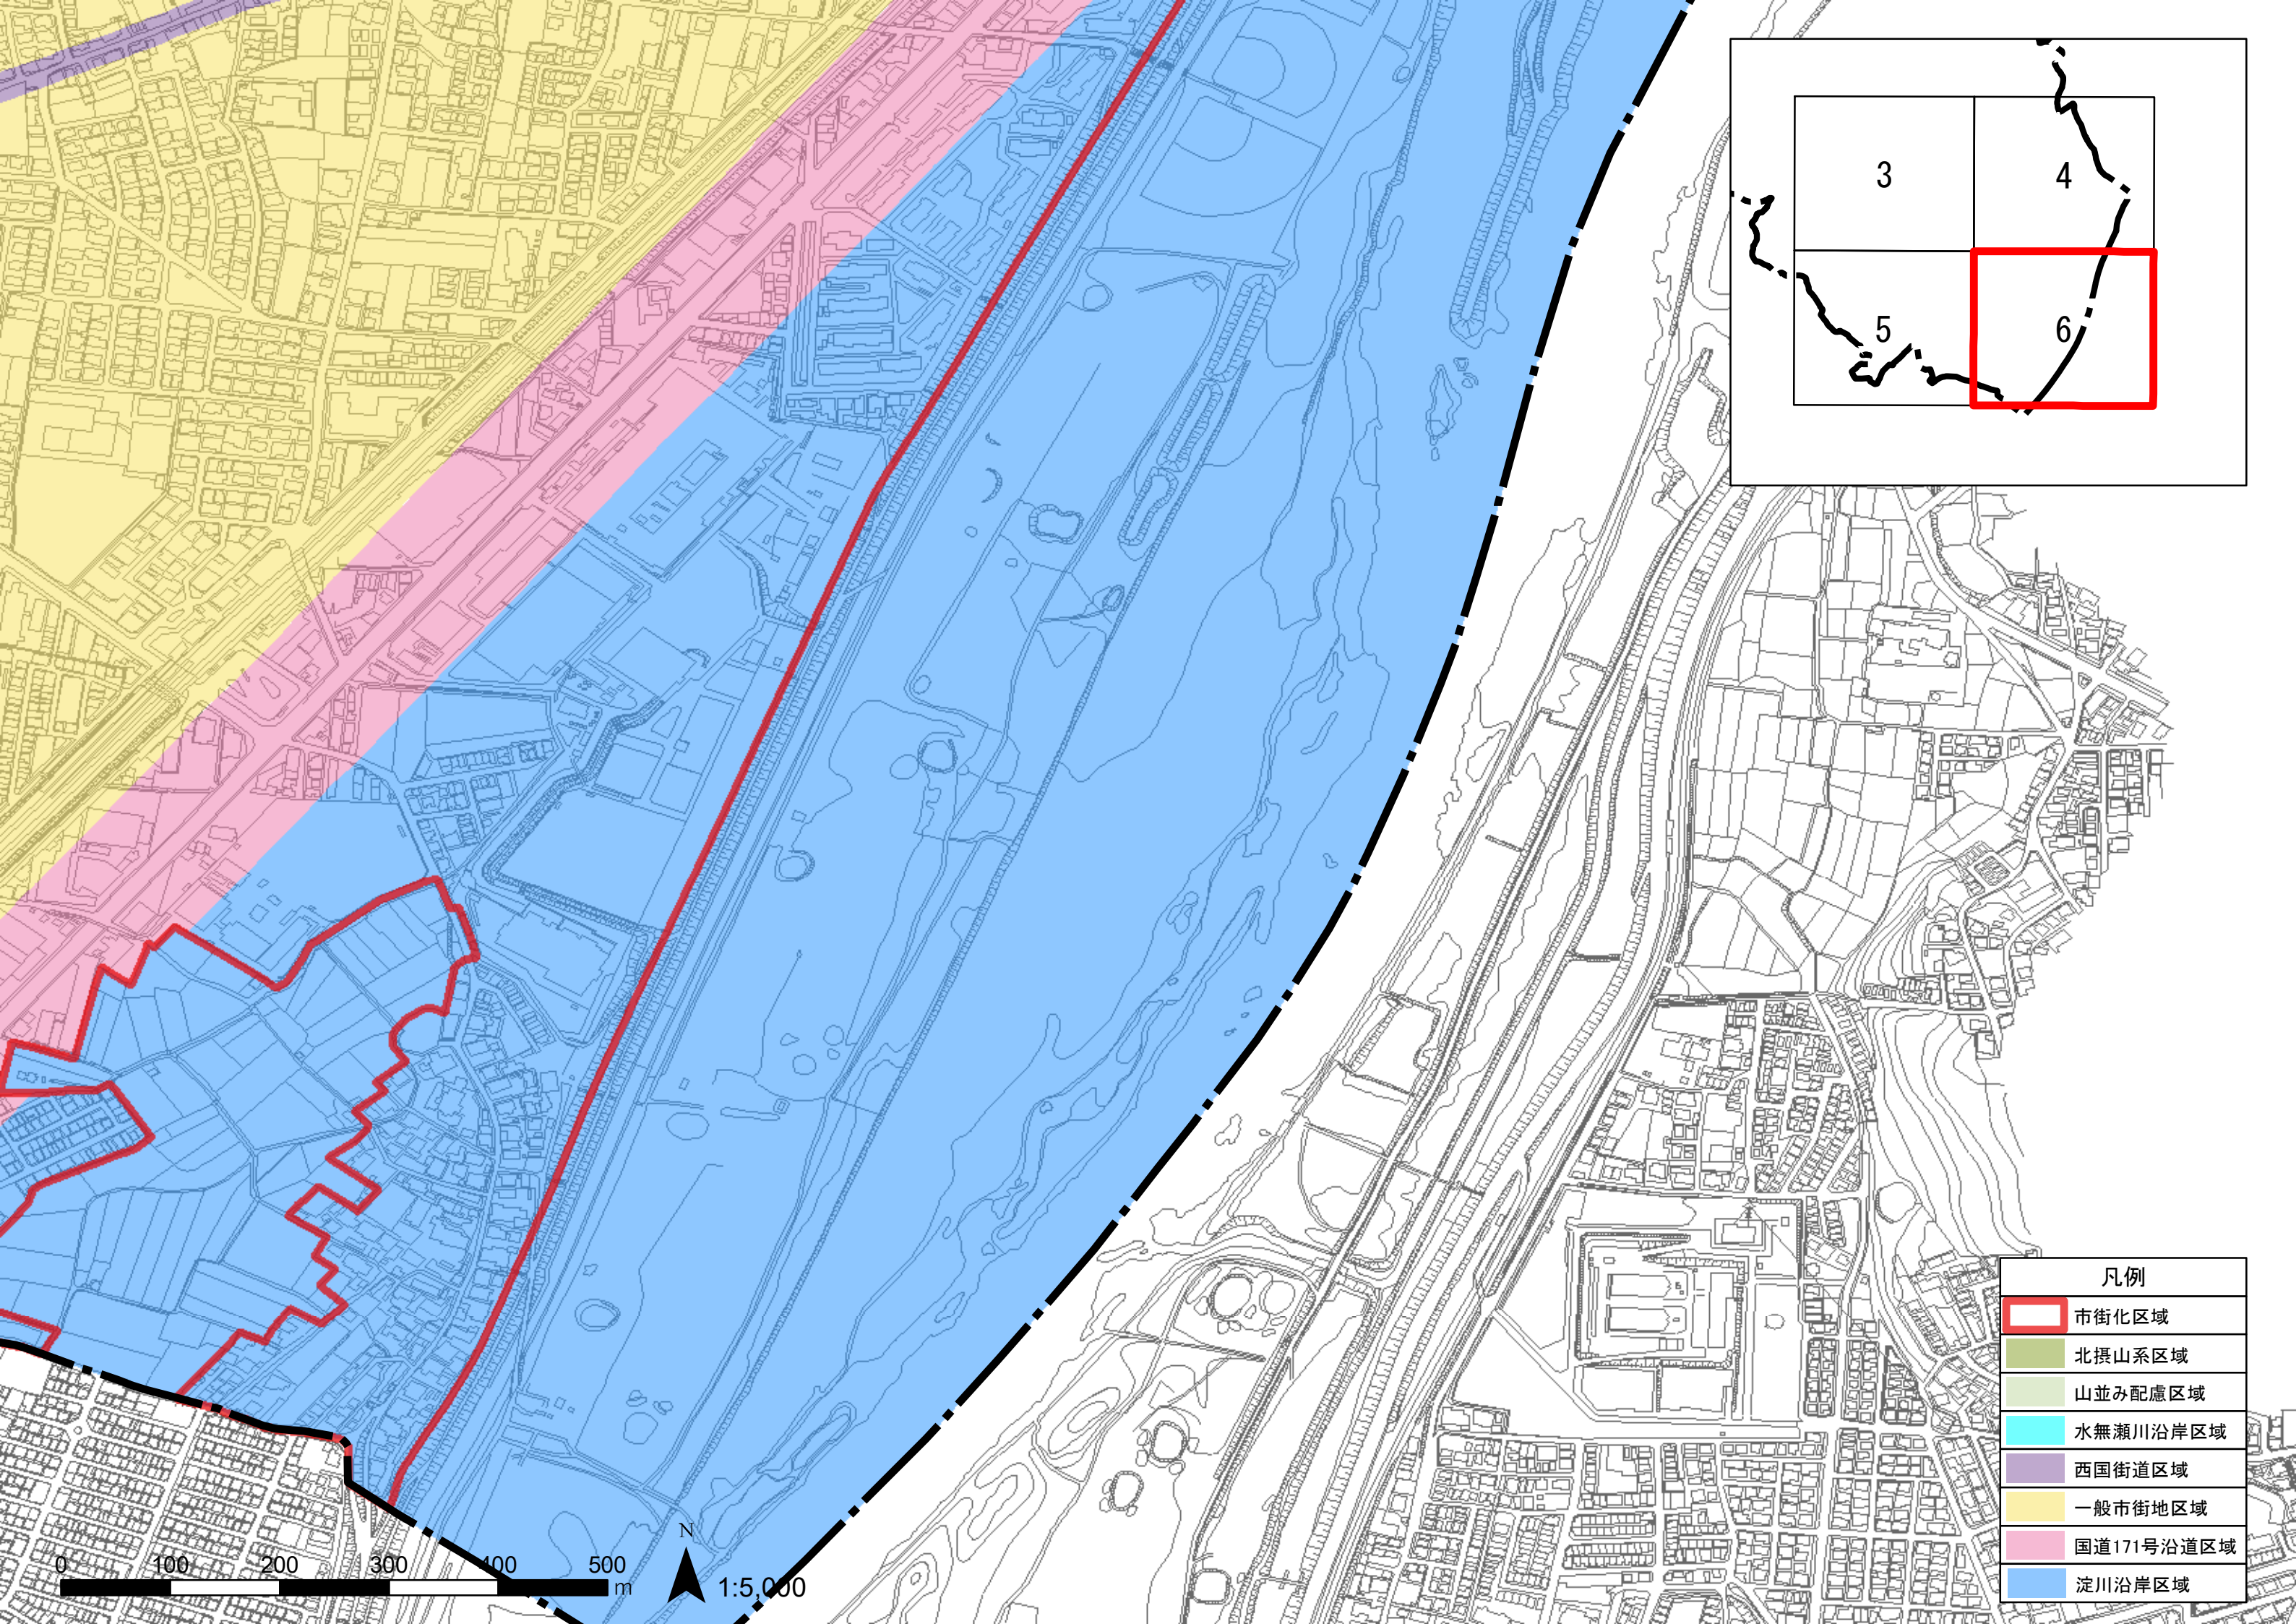 3
4
5
6
凡例
市街化区域
北摂山系区域
山並み配慮区域
水無瀬川沿岸区域
西国街道区域
一般市街地区域
国道171号沿道区域
淀川沿岸区域
N
0 100 200 300 400 500
m
1:5,000